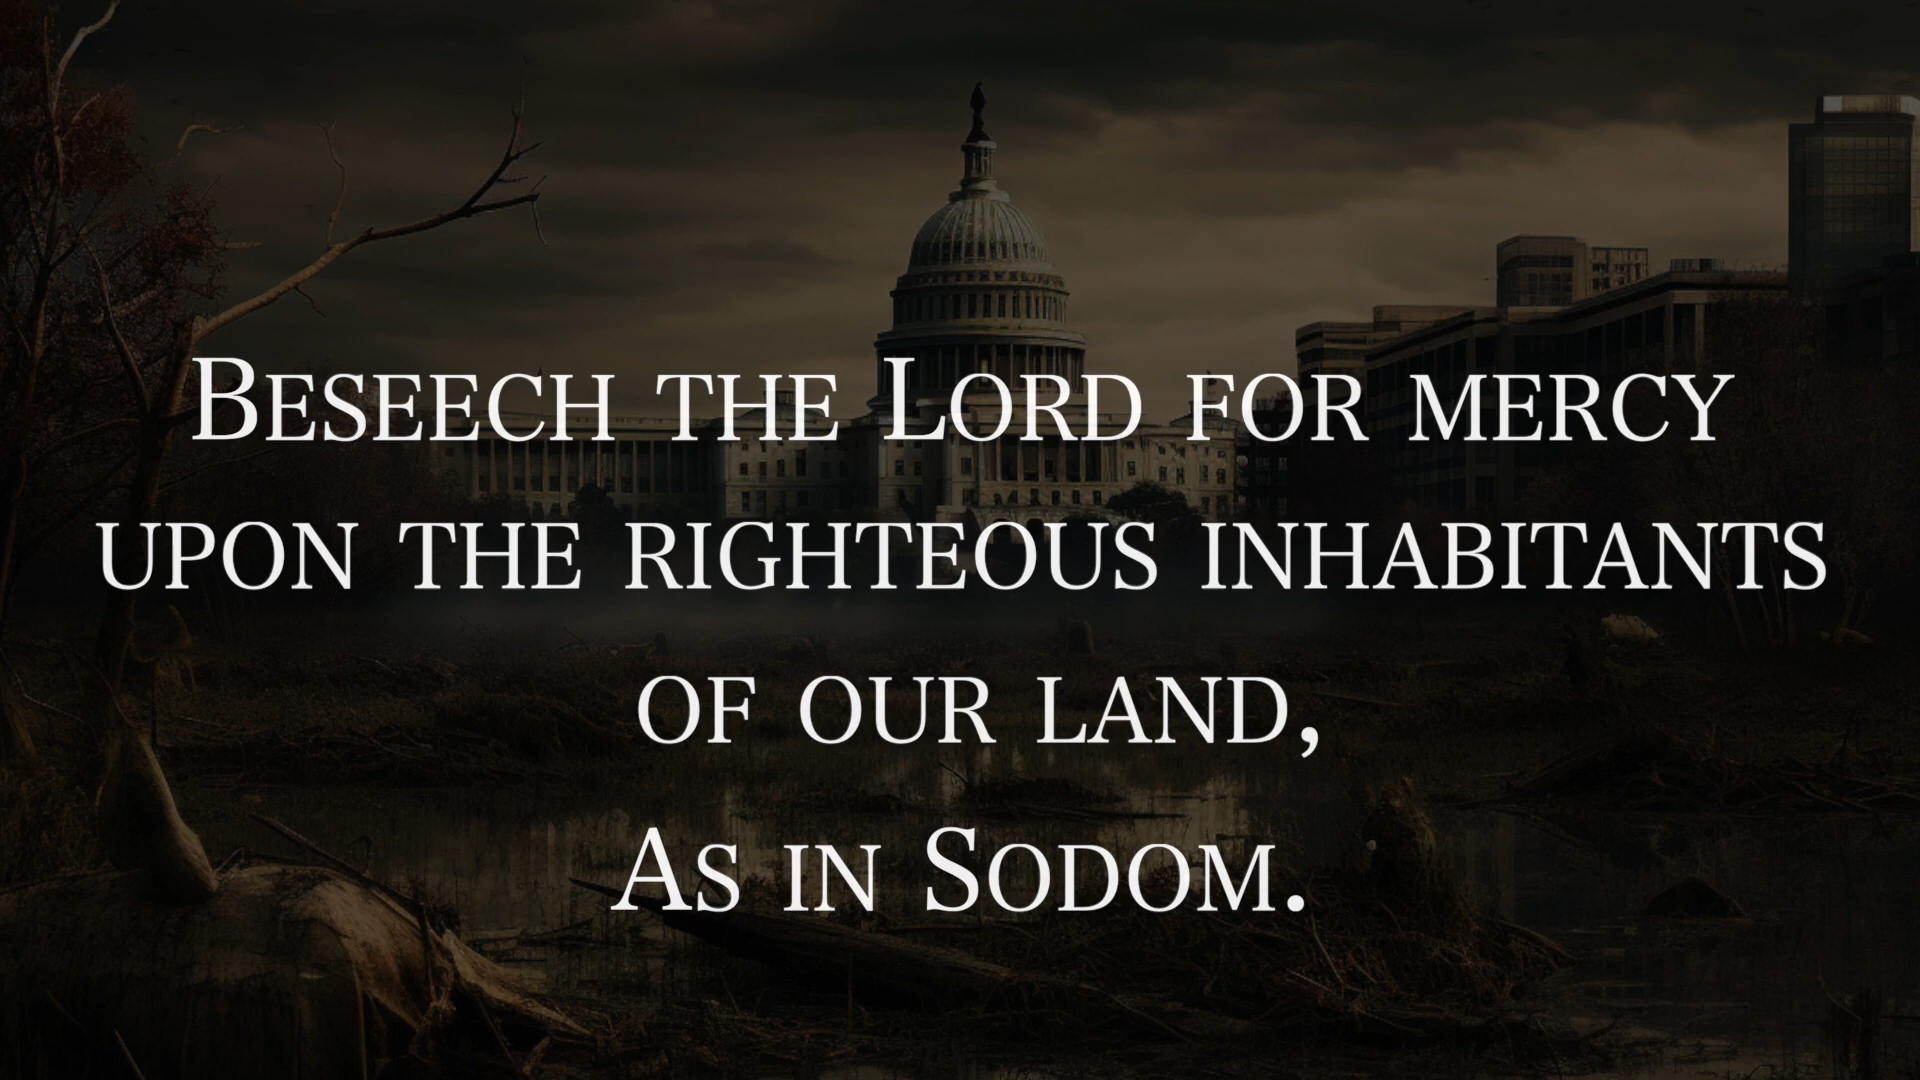 Beseech the Lord for mercy
upon the righteous inhabitants
of our land,
As in Sodom.